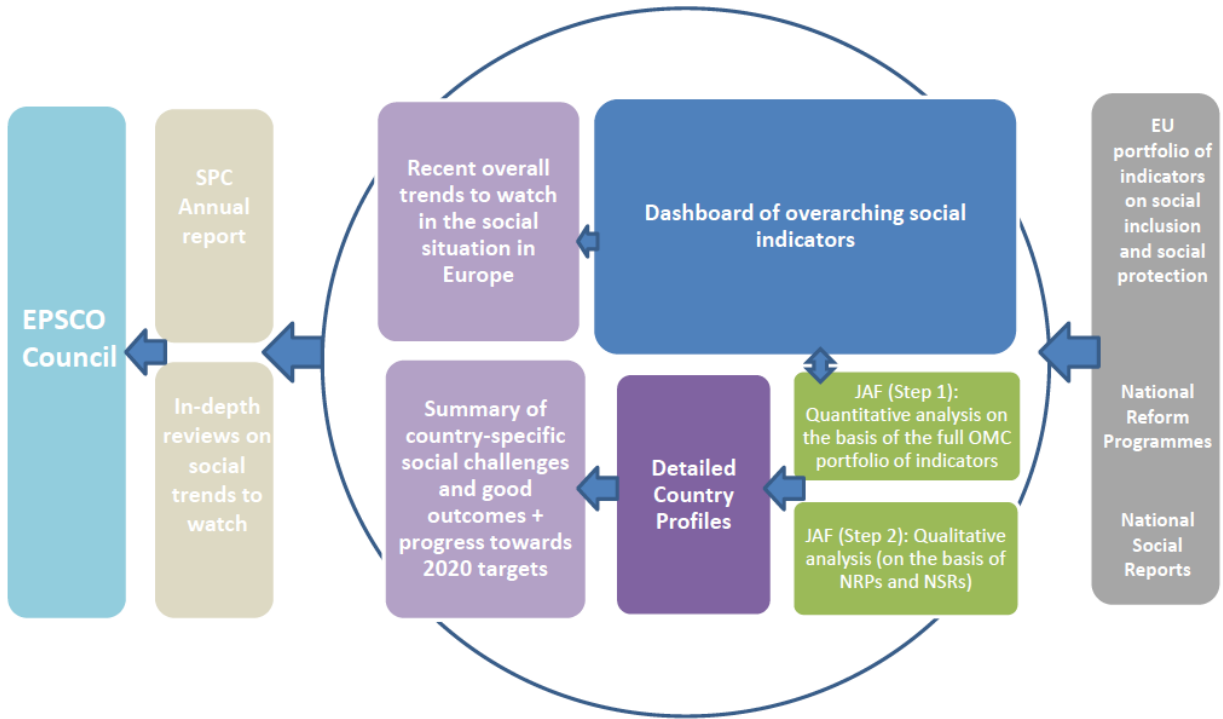 EPSCO
Council
SPC
Annual
report
In-depth
reviews on
social
trends to
watch
Recent overall
trends to watch
in the social
situation in
Europe
Dashboard of overarching social
indicators
Summary of
country-specific
social challenges
and good
outcomes +
progress towards
2020 targets
Detailed
Country
Profiles
JAF (Step 1):
Quantitative analysis on
the basis of the full OMC
portfolio of indicators
JAF (Step 2): Qualitative
analysis (on the basis of
NRPs and NSRs)
EU
portfolio of
indicators
on social
inclusion
and social
protection
National
Reform
Programmes
National
Social
Reports